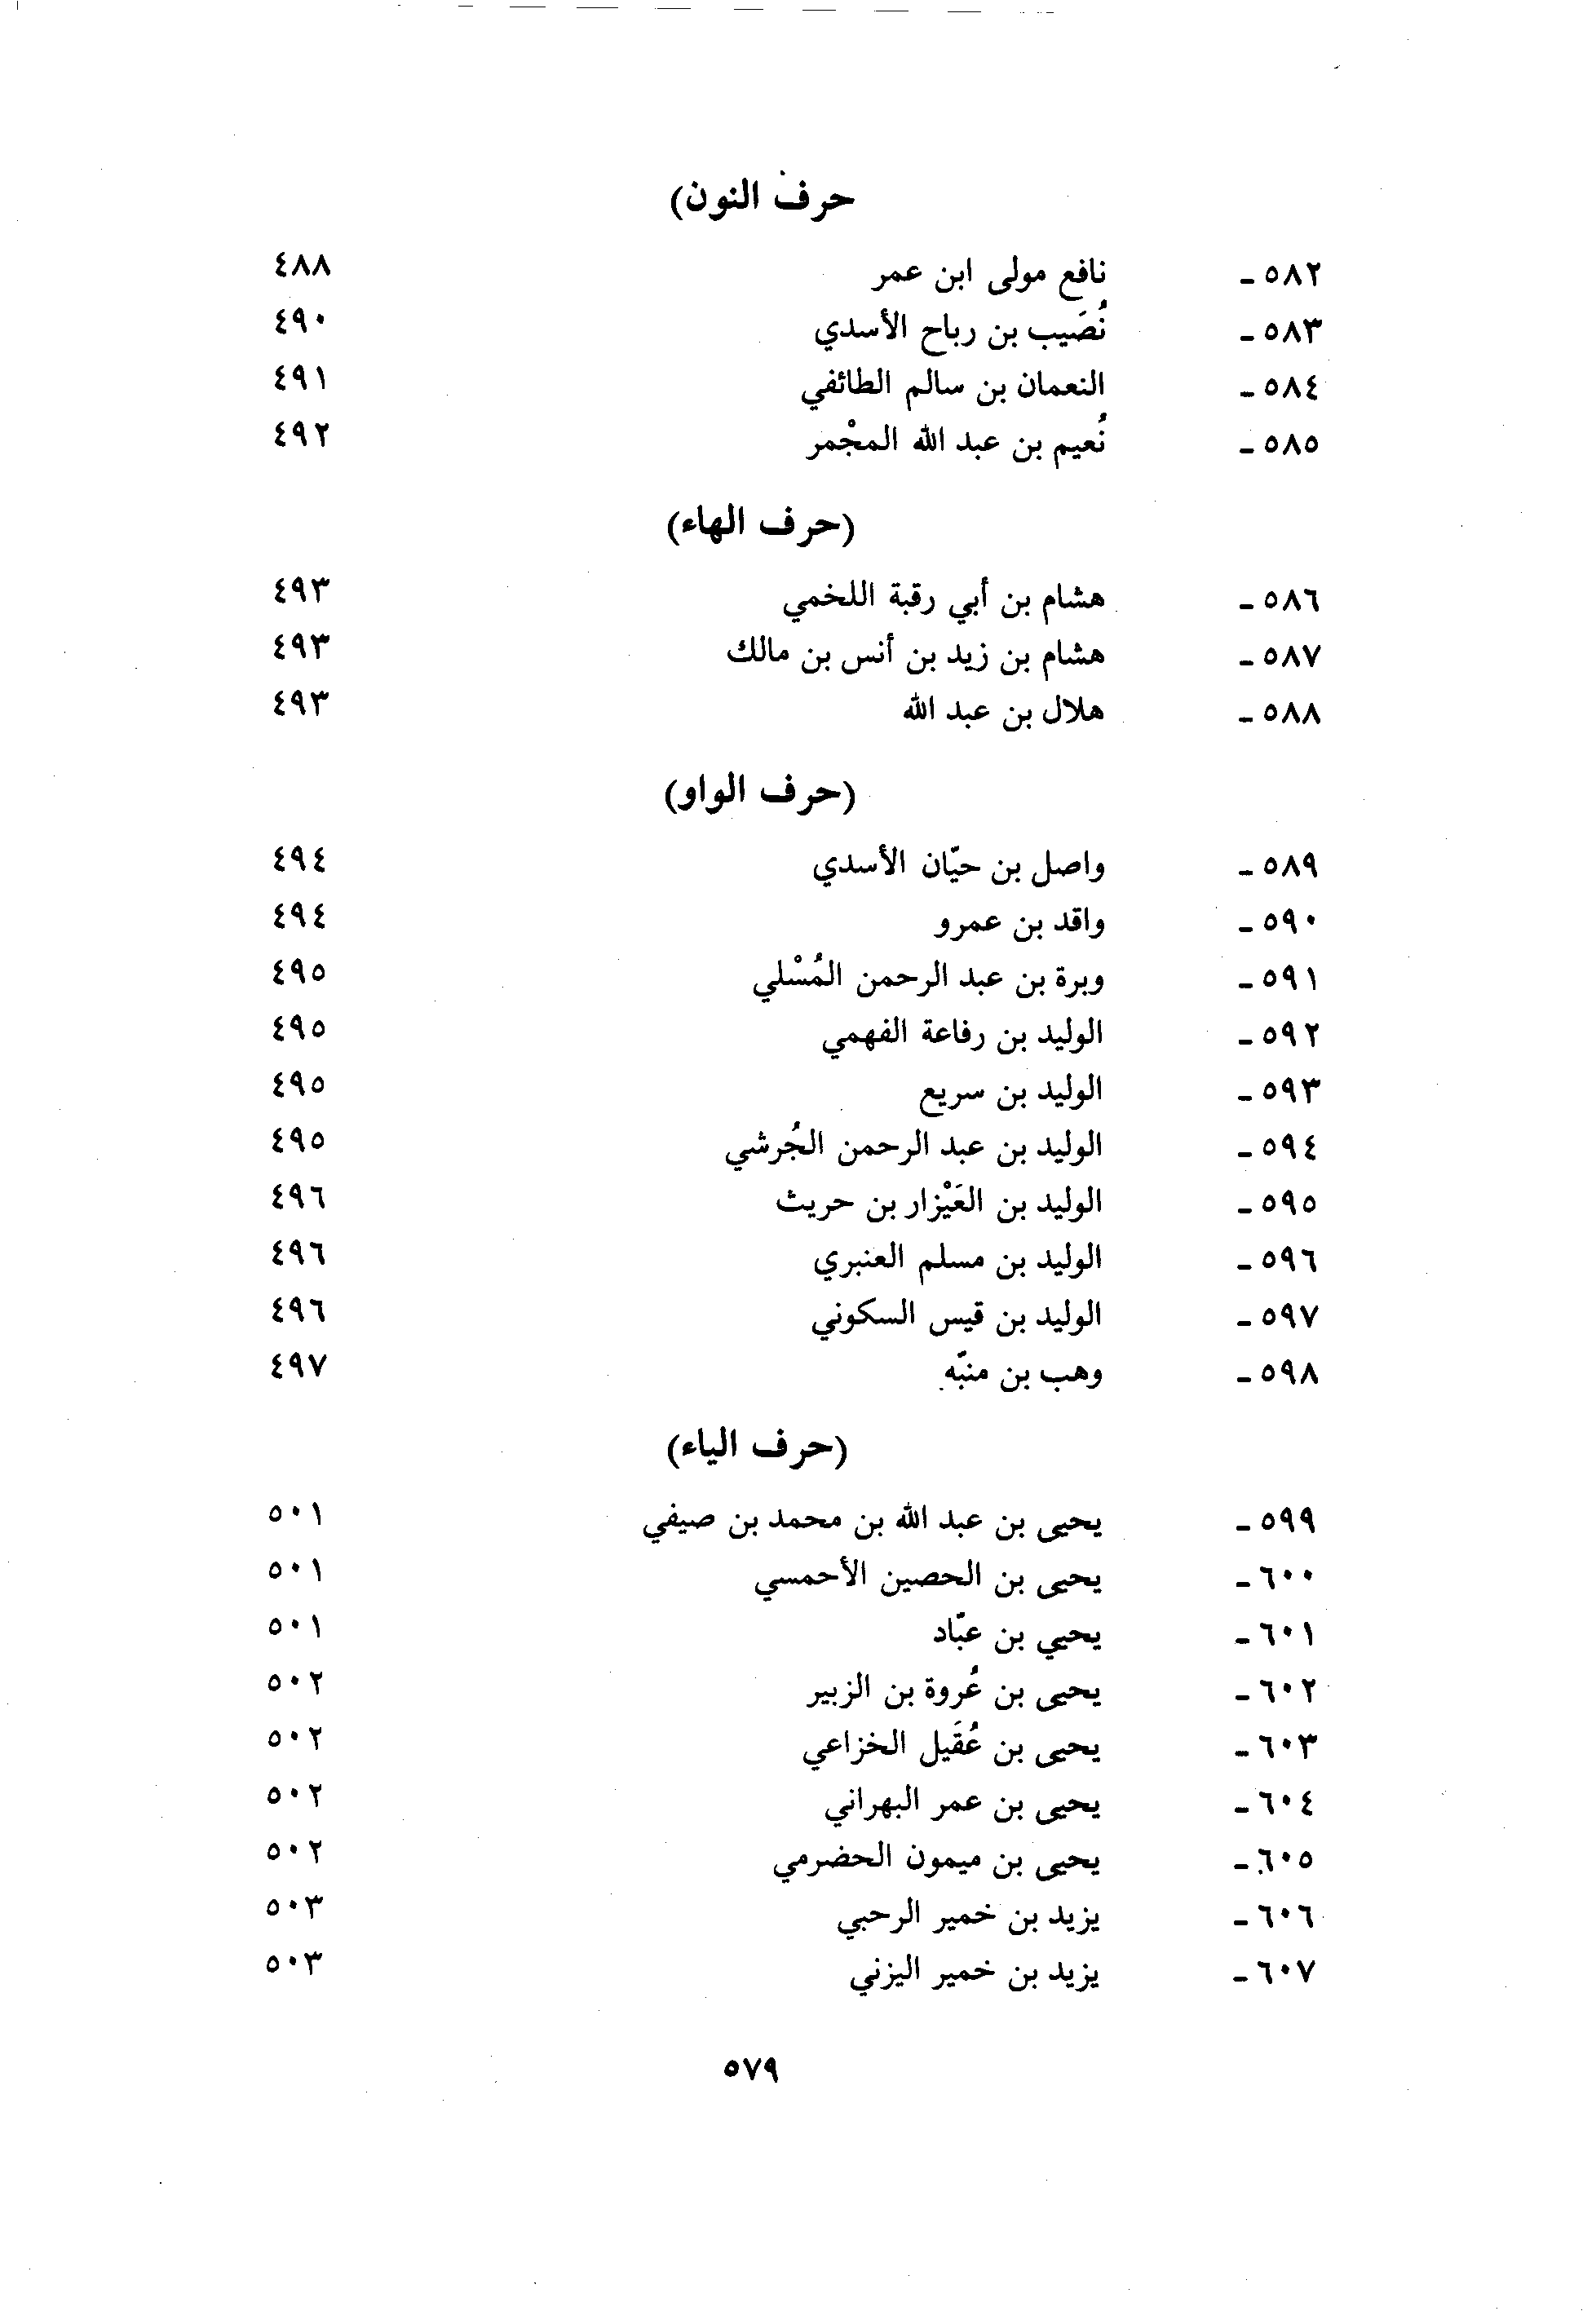 حرف النون)
٥٨٢ - نافع مولى ابن عمر ٤٨٨
٥٨٣ - نُصَيب بن رباح الأسدي ٤٩٠
٥٨٤ - النعمان بن سالم الطائفي ٤٩١
٥٨٥ - نُعيم بن عبد الله المجْمر ٤٩٢
(حرف الهاء)
٥٨٦ - هشام بن أبي رقبة اللخمي ٤٩٣
٥٨٧ - هشام بن زيد بن أنس بن مالك ٤٩٣
٥٨٨ - هلال بن عبد الله ٤٩٣
(حرف الواو)
٥٨٩ - واصل بن حيّان الأسدي ٤٩٤
٥٩٠ - واقد بن عمرو ٤٩٤
٥٩١ - وبرة بن عبد الرحمن المُسْلي ٤٩٥
٥٩٢ - الوليد بن رفاعة الفهمي ٤٩٥
٥٩٣ - الوليد بن سريع ٤٩٥
٥٩٤ - الوليد بن عبد الرحمن الجُرشي ٤٩٥
٥٩٥ - الوليد بن العَيْزار بن حريث ٤٩٦
٥٩٦ - الوليد بن مسلم العنبري ٤٩٦
٥٩٧ - الوليد بن قيس السكوني ٤٩٦
٥٩٨ - وهب بن منبّه ٤٩٧
(حرف الياء)
٥٩٩ - يحيى بن عبد الله بن محمد بن صيفي ٥٠١
٦٠٠ - يحيى بن الحصين الأحمسي ٥٠١
٦٠١ - يحيي بن عبّاد ٥٠١
٦٠٢ - يحيى بن عُروة بن الزبير ٥٠٢
٦٠٣ - يحيى بن عُقَيل الخزاعي ٥٠٢
٦٠٤ - يحيى بن عمر البهراني ٥٠٢
٦٠٥ - يحيى بن ميمون الحضرمي ٥٠٢
٦٠٦ - يزيد بن خمير الرحبي ٥٠٣
٦٠٧ - يزيد بن خمير اليزني ٥٠٣
٥٧٩